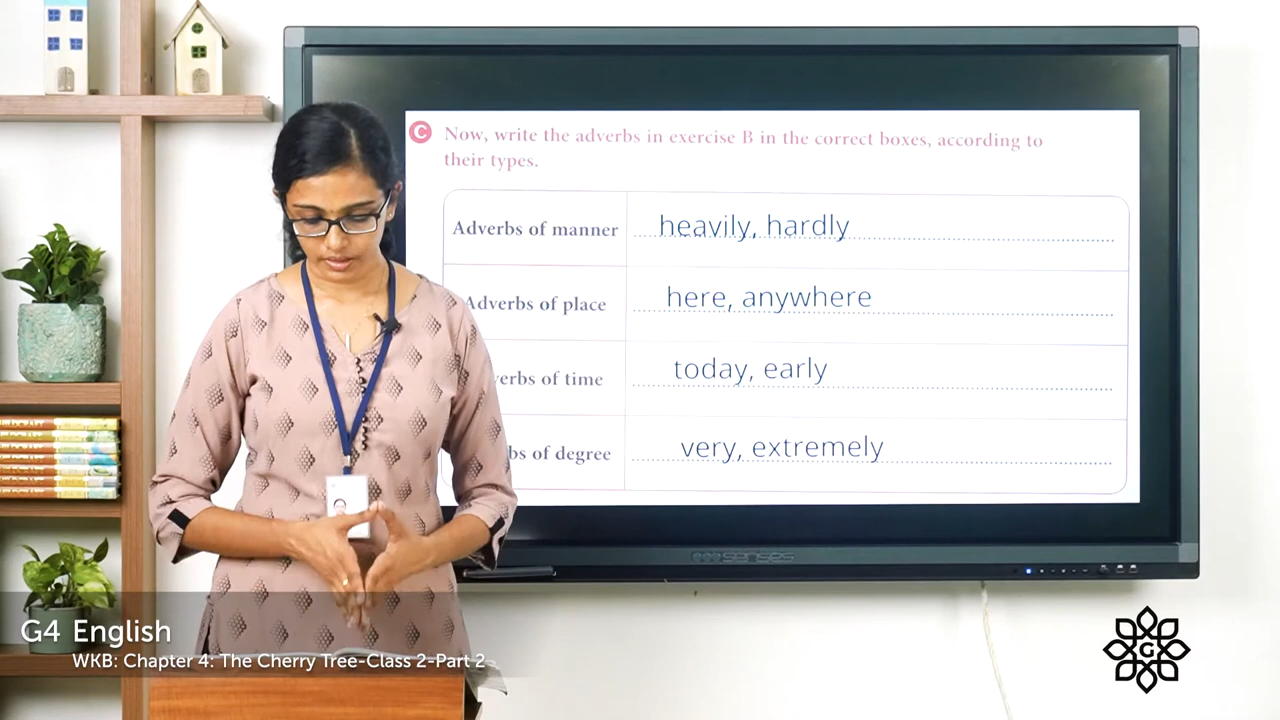 C Now, write the adverbs in exercise B in the correct boxes, according to
their types.
Adverbs of manner
heavily, hardly
Adverbs of place
here, anywhere
verbs of time
today, early
bs of degree
very, extremely
senses
G4 English
WKB: Chapter 4: The Cherry Tree-Class 2-Part 2
G